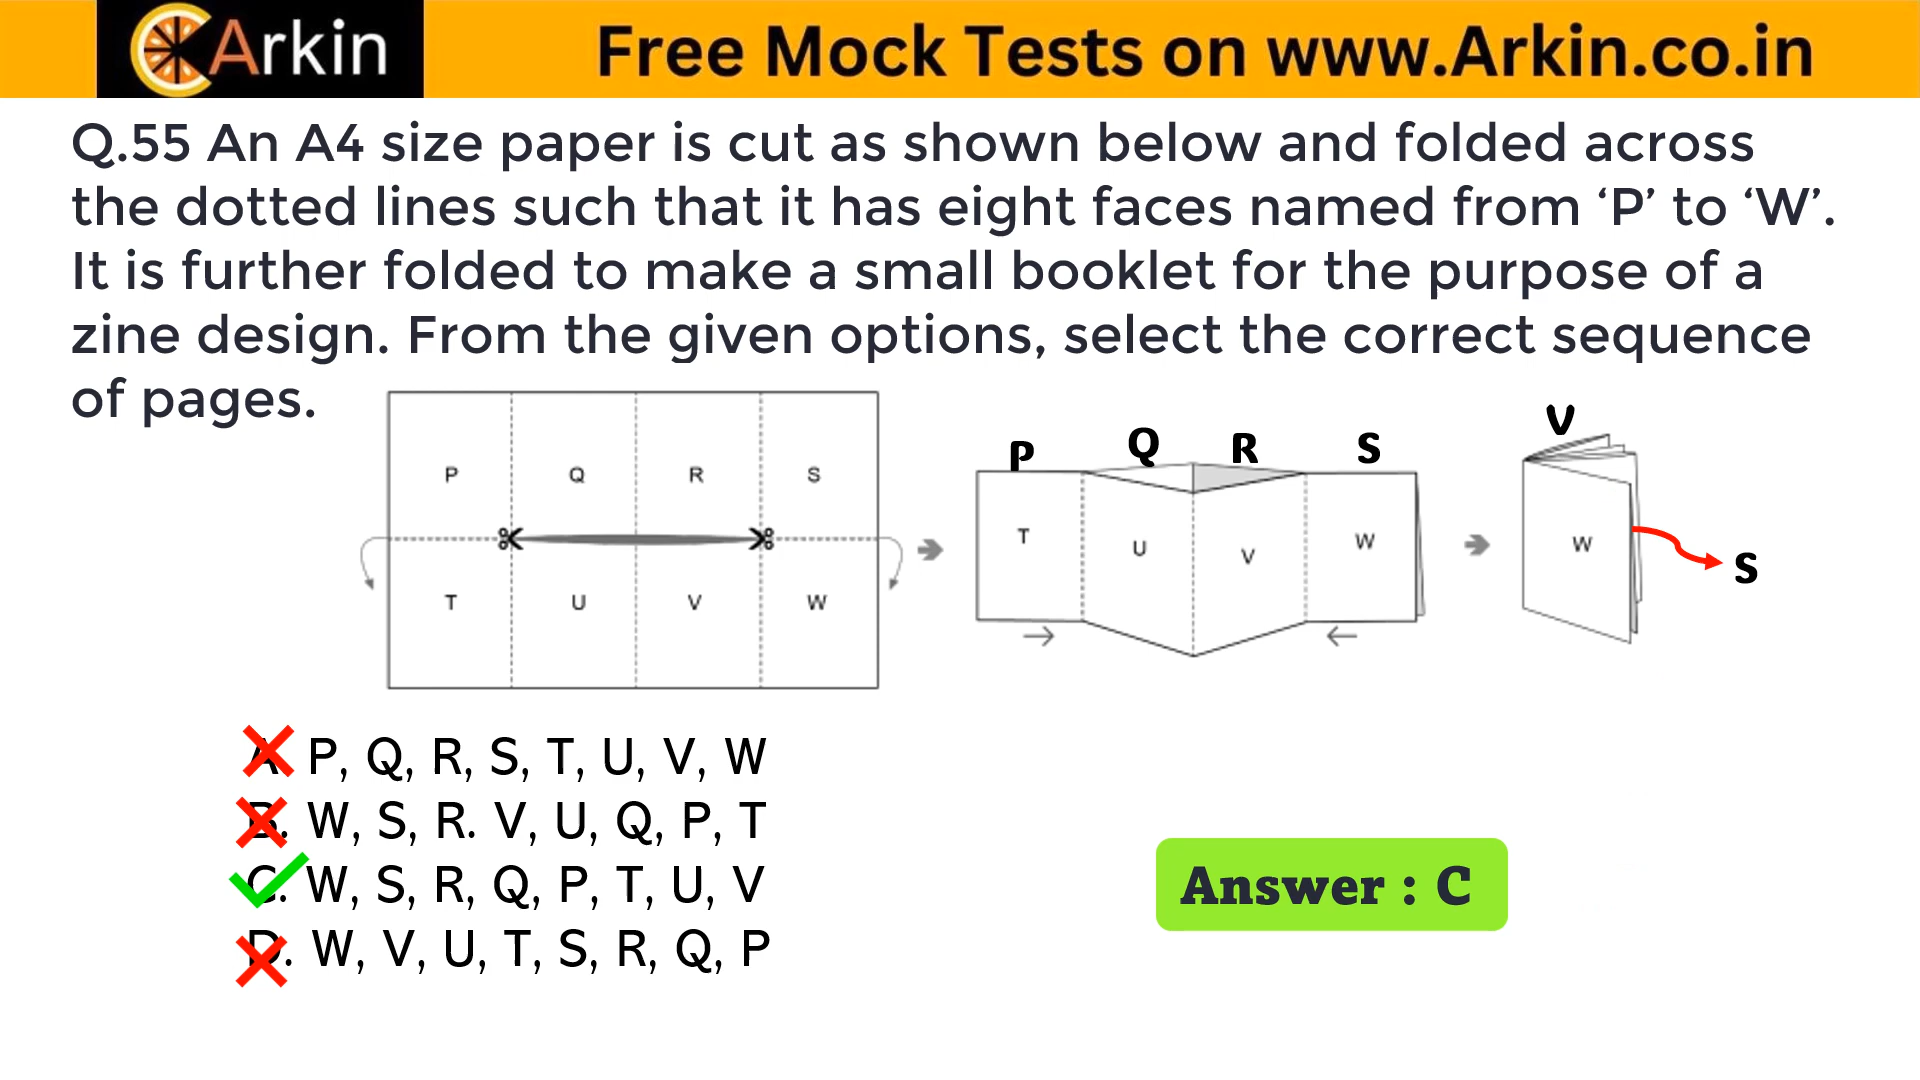 Arkin
Free Mock Tests on www.Arkin.co.in
Q.55 An A4 size paper is cut as shown below and folded across
the dotted lines such that it has eight faces named from ‘P’ to ‘W’.
It is further folded to make a small booklet for the purpose of a
zine design. From the given options, select the correct sequence
of pages.
P Q R S
T U V W
P Q R S
T U V W
V
W
S
A. P, Q, R, S, T, U, V, W
B. W, S, R. V, U, Q, P, T
C. W, S, R, Q, P, T, U, V
D. W, V, U, T, S, R, Q, P
Answer : C